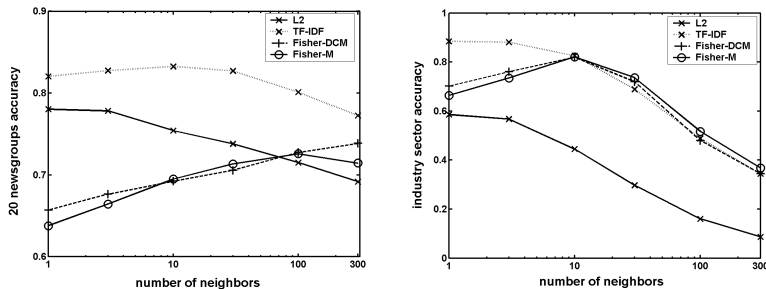 0.9
0.8
0.7
0.6
20 newsgroups accuracy
L2
TF-IDF
Fisher-DCM
Fisher-M
1
10
100
300
number of neighbors
1
0.8
0.6
0.4
0.2
0
industry sector accuracy
L2
TF-IDF
Fisher-DCM
Fisher-M
1
10
100
300
number of neighbors